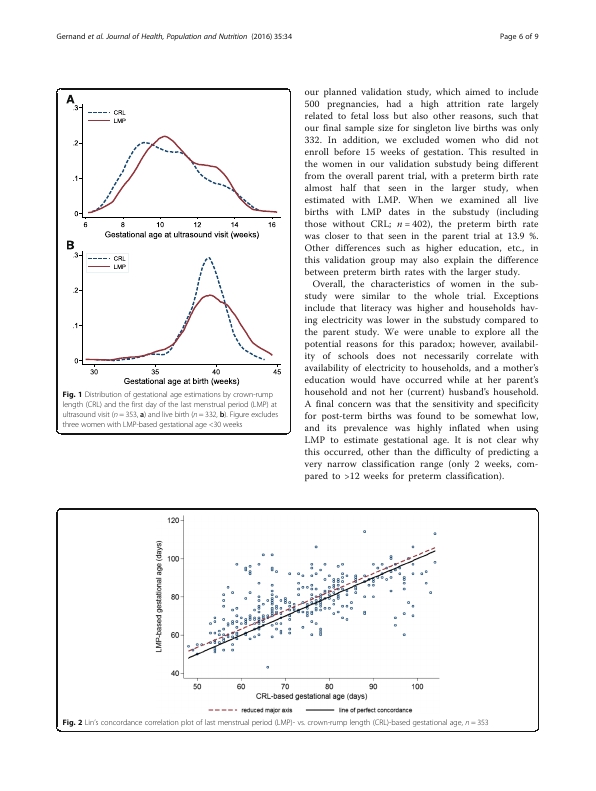 Gernand et al. Journal of Health, Population and Nutrition (2016) 35:34
Page 6 of 9
A
.3
.2
.1
0
CRL
LMP
6 8 10 12 14 16
Gestational age at ultrasound visit (weeks)
B
.3
.2
.1
0
CRL
LMP
30 35 40 45
Gestational age at birth (weeks)
Fig. 1 Distribution of gestational age estimations by crown-rump
length (CRL) and the first day of the last menstrual period (LMP) at
ultrasound visit (n = 353, a) and live birth (n = 332, b). Figure excludes
three women with LMP-based gestational age <30 weeks
our planned validation study, which aimed to include
500 pregnancies, had a high attrition rate largely
related to fetal loss but also other reasons, such that
our final sample size for singleton live births was only
332. In addition, we excluded women who did not
enroll before 15 weeks of gestation. This resulted in
the women in our validation substudy being different
from the overall parent trial, with a preterm birth rate
almost half that seen in the larger study, when
estimated with LMP. When we examined all live
births with LMP dates in the substudy (including
those without CRL; n = 402), the preterm birth rate
was closer to that seen in the parent trial at 13.9 %.
Other differences such as higher education, etc., in
this validation group may also explain the difference
between preterm birth rates with the larger study.
Overall, the characteristics of women in the sub-
study were similar to the whole trial. Exceptions
include that literacy was higher and households hav-
ing electricity was lower in the substudy compared to
the parent study. We were unable to explore all the
potential reasons for this paradox; however, availabil-
ity of schools does not necessarily correlate with
availability of electricity to households, and a mother's
education would have occurred while at her parent's
household and not her (current) husband's household.
A final concern was that the sensitivity and specificity
for post-term births was found to be somewhat low,
and its prevalence was highly inflated when using
LMP to estimate gestational age. It is not clear why
this occurred, other than the difficulty of predicting a
very narrow classification range (only 2 weeks, com-
pared to >12 weeks for preterm classification).
120
100
80
60
40
LMP-based gestational age (days)
50 60 70 80 90 100
CRL-based gestational age (days)
reduced major axis
line of perfect concordance
Fig. 2 Lin's concordance correlation plot of last menstrual period (LMP)- vs. crown-rump length (CRL)-based gestational age, n = 353